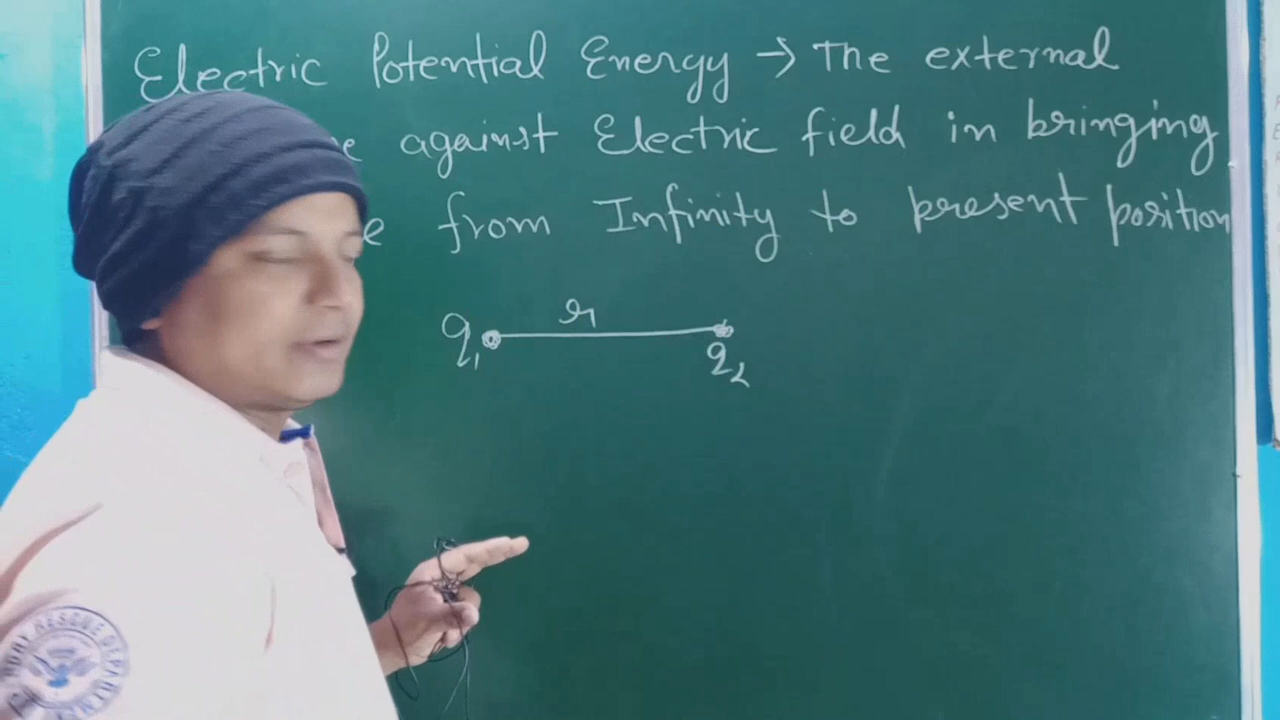 Electric Potential Energy → The external
against Electric field in bringing
from Infinity to present position
r
q1 q2